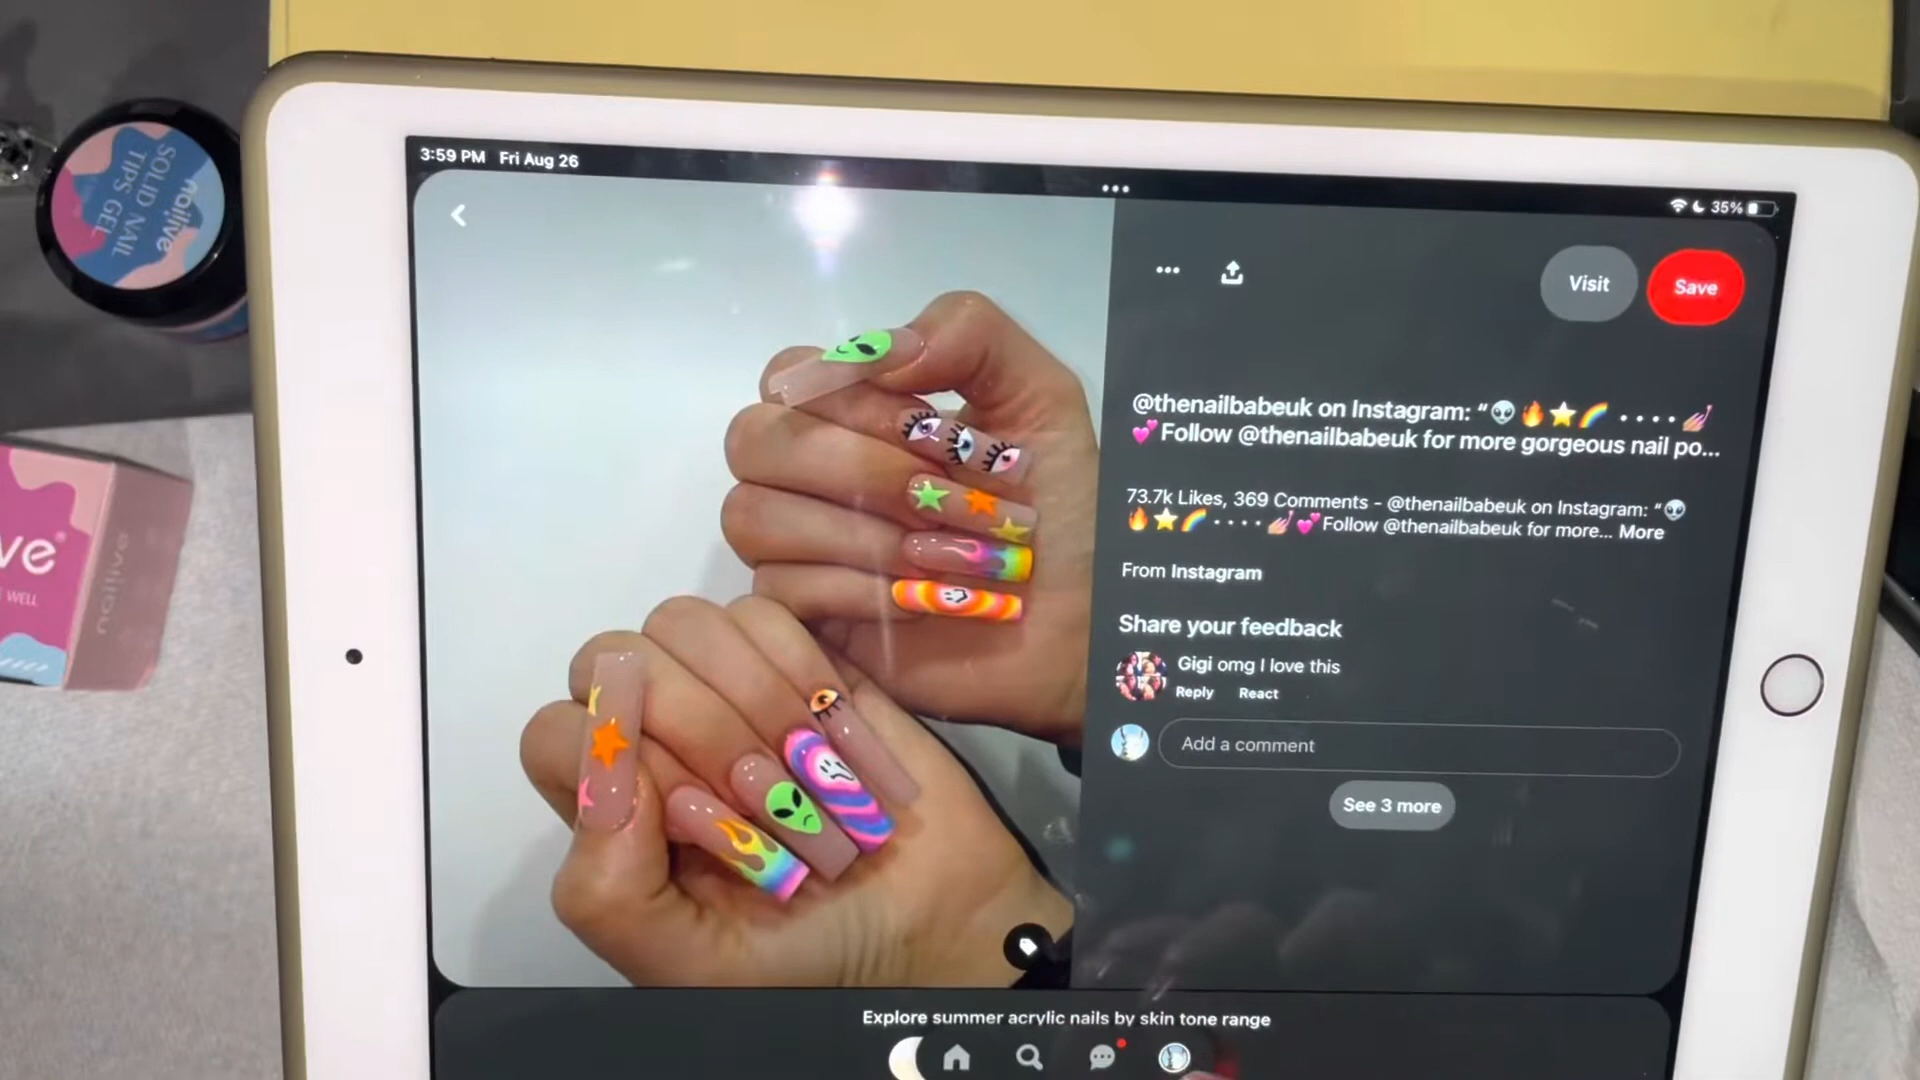 3:59 PM Fri Aug 26
35%
Visit
Save
@thenailbabeuk on Instagram: “👽🔥⭐🌈 • • • • 💅
💕 Follow @thenailbabeuk for more gorgeous nail po...
73.7k Likes, 369 Comments - @thenailbabeuk on Instagram: “👽
🔥⭐🌈 • • • • 💅💕 Follow @thenailbabeuk for more... More
From Instagram
Share your feedback
Gigi omg I love this
Reply React
Add a comment
See 3 more
Explore summer acrylic nails by skin tone range
nailive
SOLID NAIL
TIPS GEL
ve®
WELL
nailive